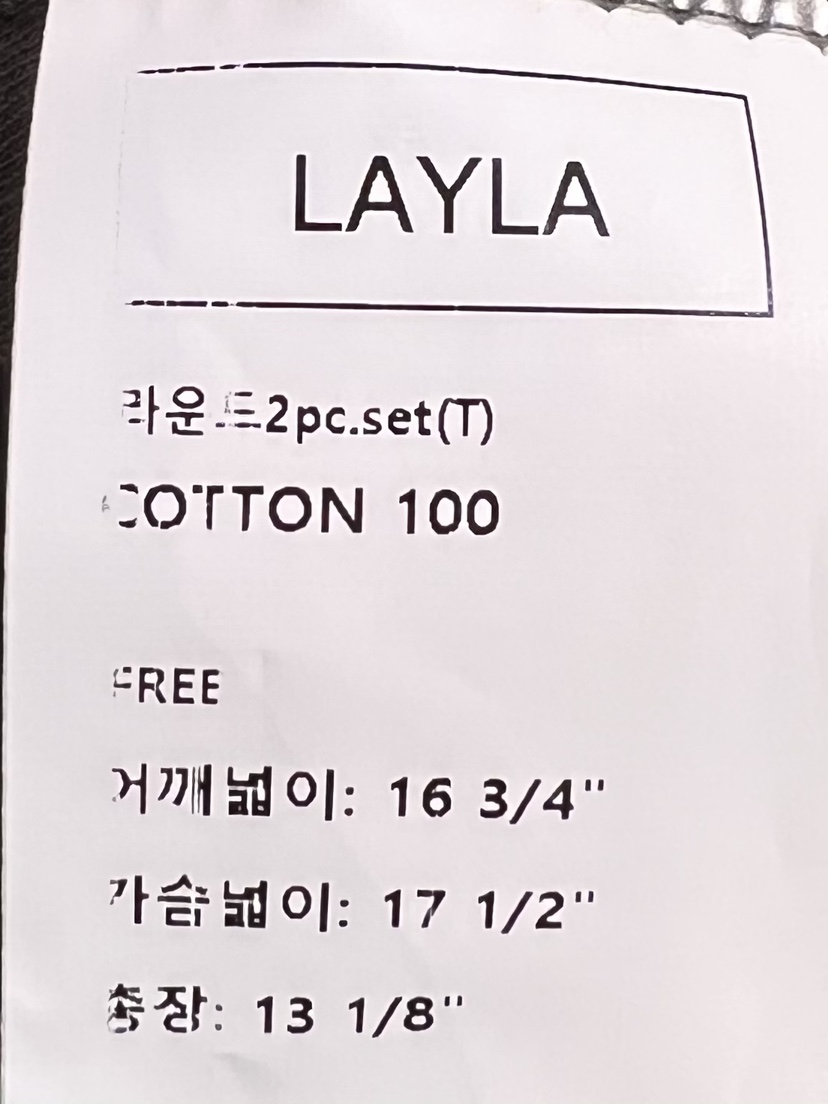 LAYLA
라운드2pc.set(T)
COTTON 100
FREE
어깨넓이: 16 3/4"
가슴넓이: 17 1/2"
총장: 13 1/8"